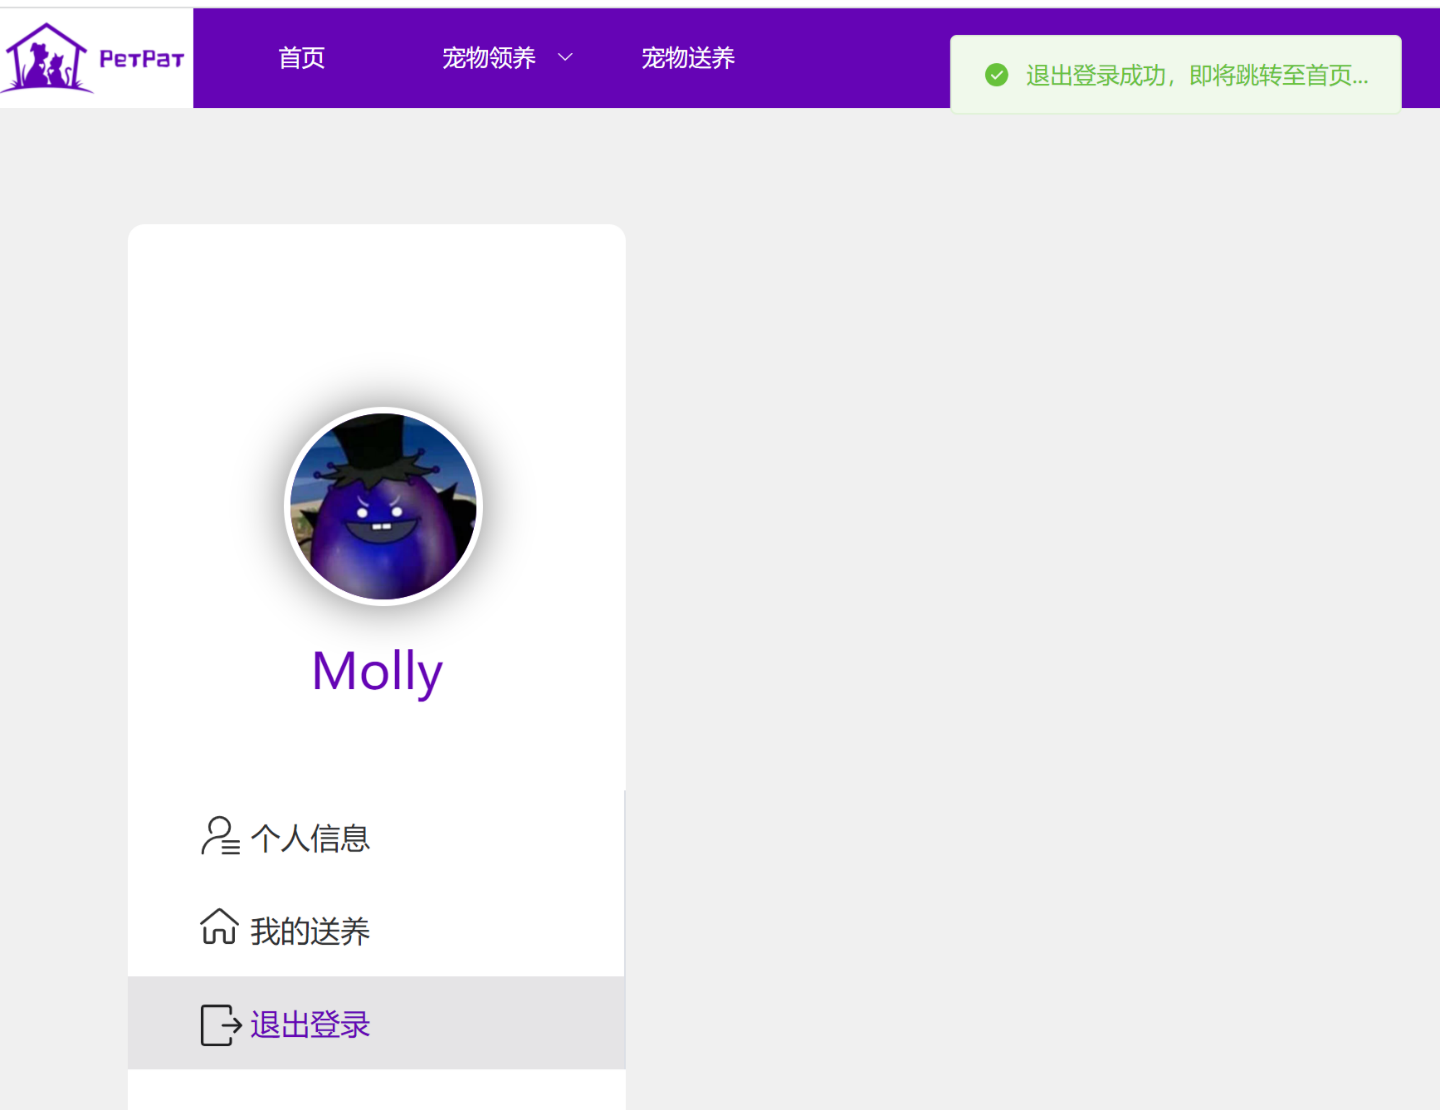 PetPat
首页
宠物领养
宠物送养
退出登录成功，即将跳转至首页...
Molly
个人信息
我的送养
退出登录